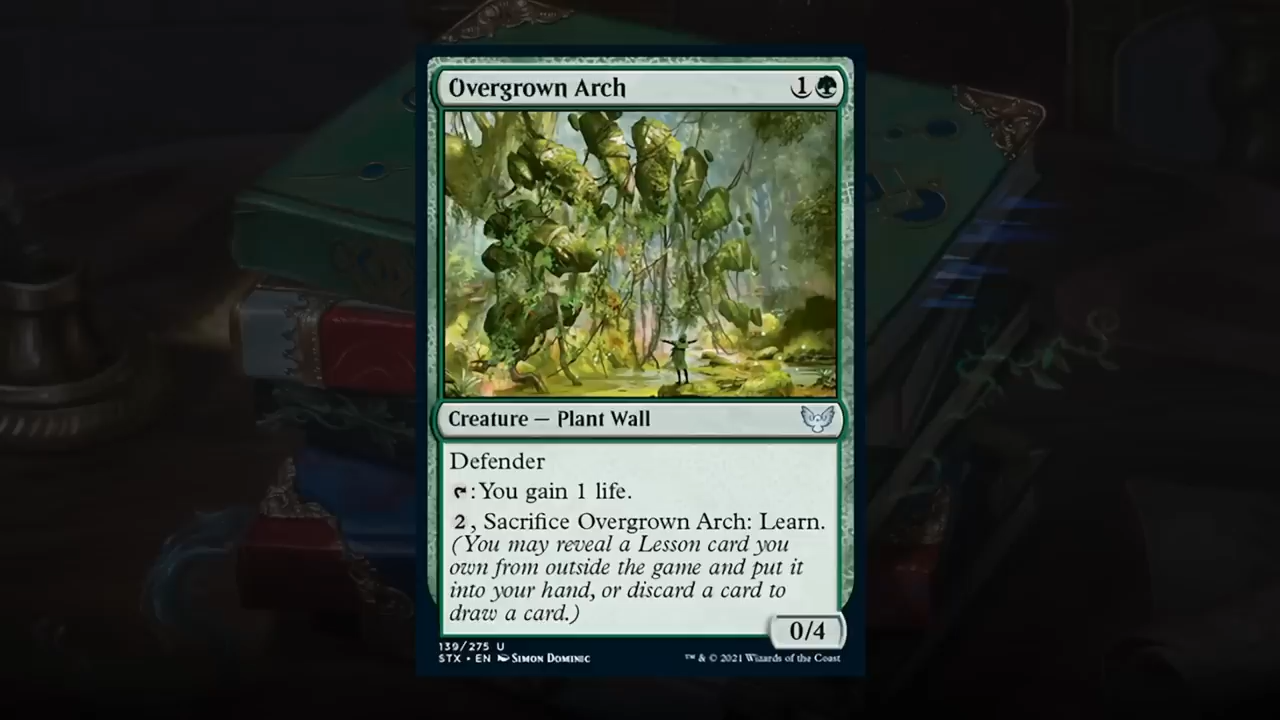 Overgrown Arch 1
Creature — Plant Wall
Defender
: You gain 1 life.
2, Sacrifice Overgrown Arch: Learn.
(You may reveal a Lesson card you
own from outside the game and put it
into your hand, or discard a card to
draw a card.)
0/4
139/275 U
STX • EN Simon Dominic
™ & © 2021 Wizards of the Coast